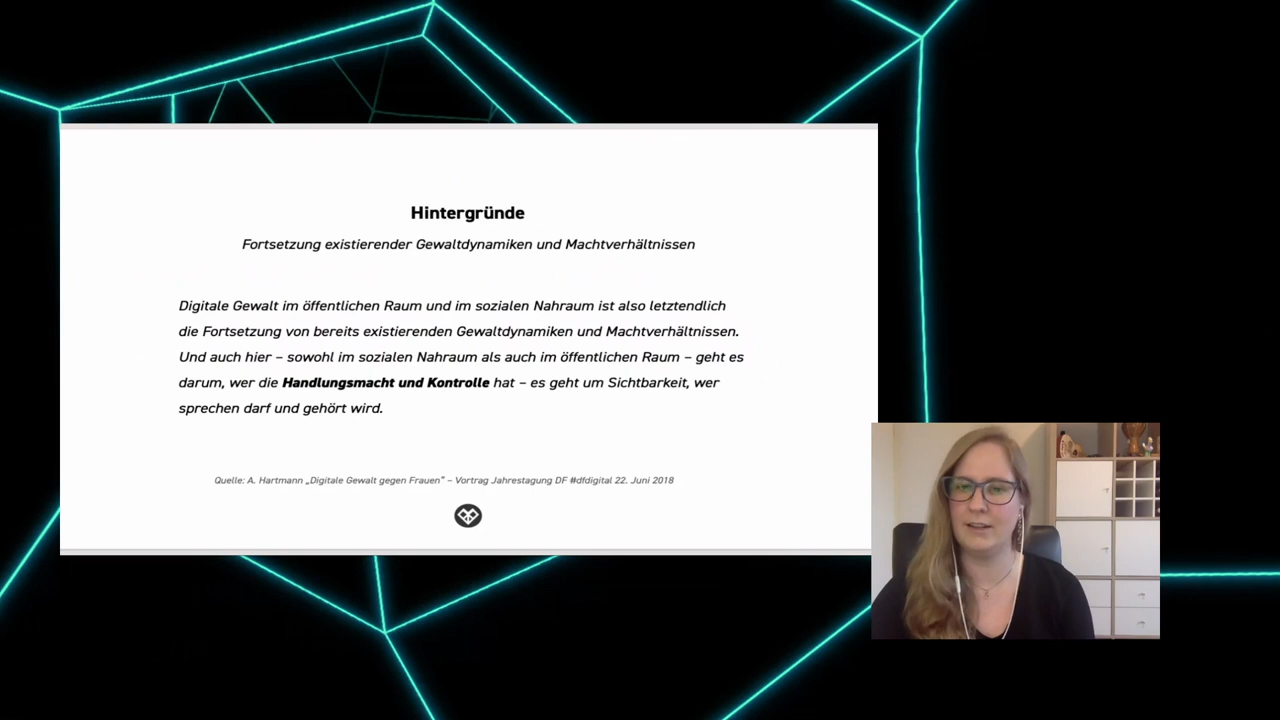 Hintergründe
Fortsetzung existierender Gewaltdynamiken und Machtverhältnissen
Digitale Gewalt im öffentlichen Raum und im sozialen Nahraum ist also letztendlich
die Fortsetzung von bereits existierenden Gewaltdynamiken und Machtverhältnissen.
Und auch hier – sowohl im sozialen Nahraum als auch im öffentlichen Raum – geht es
darum, wer die Handlungsmacht und Kontrolle hat – es geht um Sichtbarkeit, wer
sprechen darf und gehört wird.
Quelle: A. Hartmann „Digitale Gewalt gegen Frauen" – Vortrag Jahrestagung DF #dfdigital 22. Juni 2018